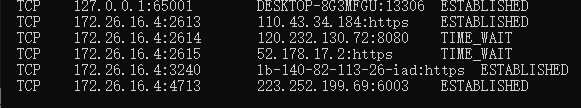 TCP 127.0.0.1:65001 DESKTOP-8G3MFGU:13306 ESTABLISHED
TCP 172.26.16.4:2613 110.43.34.184:https ESTABLISHED
TCP 172.26.16.4:2614 120.232.130.72:8080 TIME_WAIT
TCP 172.26.16.4:2615 52.178.17.2:https TIME_WAIT
TCP 172.26.16.4:3240 1b-140-82-113-26-iad:https ESTABLISHED
TCP 172.26.16.4:4713 223.252.199.69:6003 ESTABLISHED